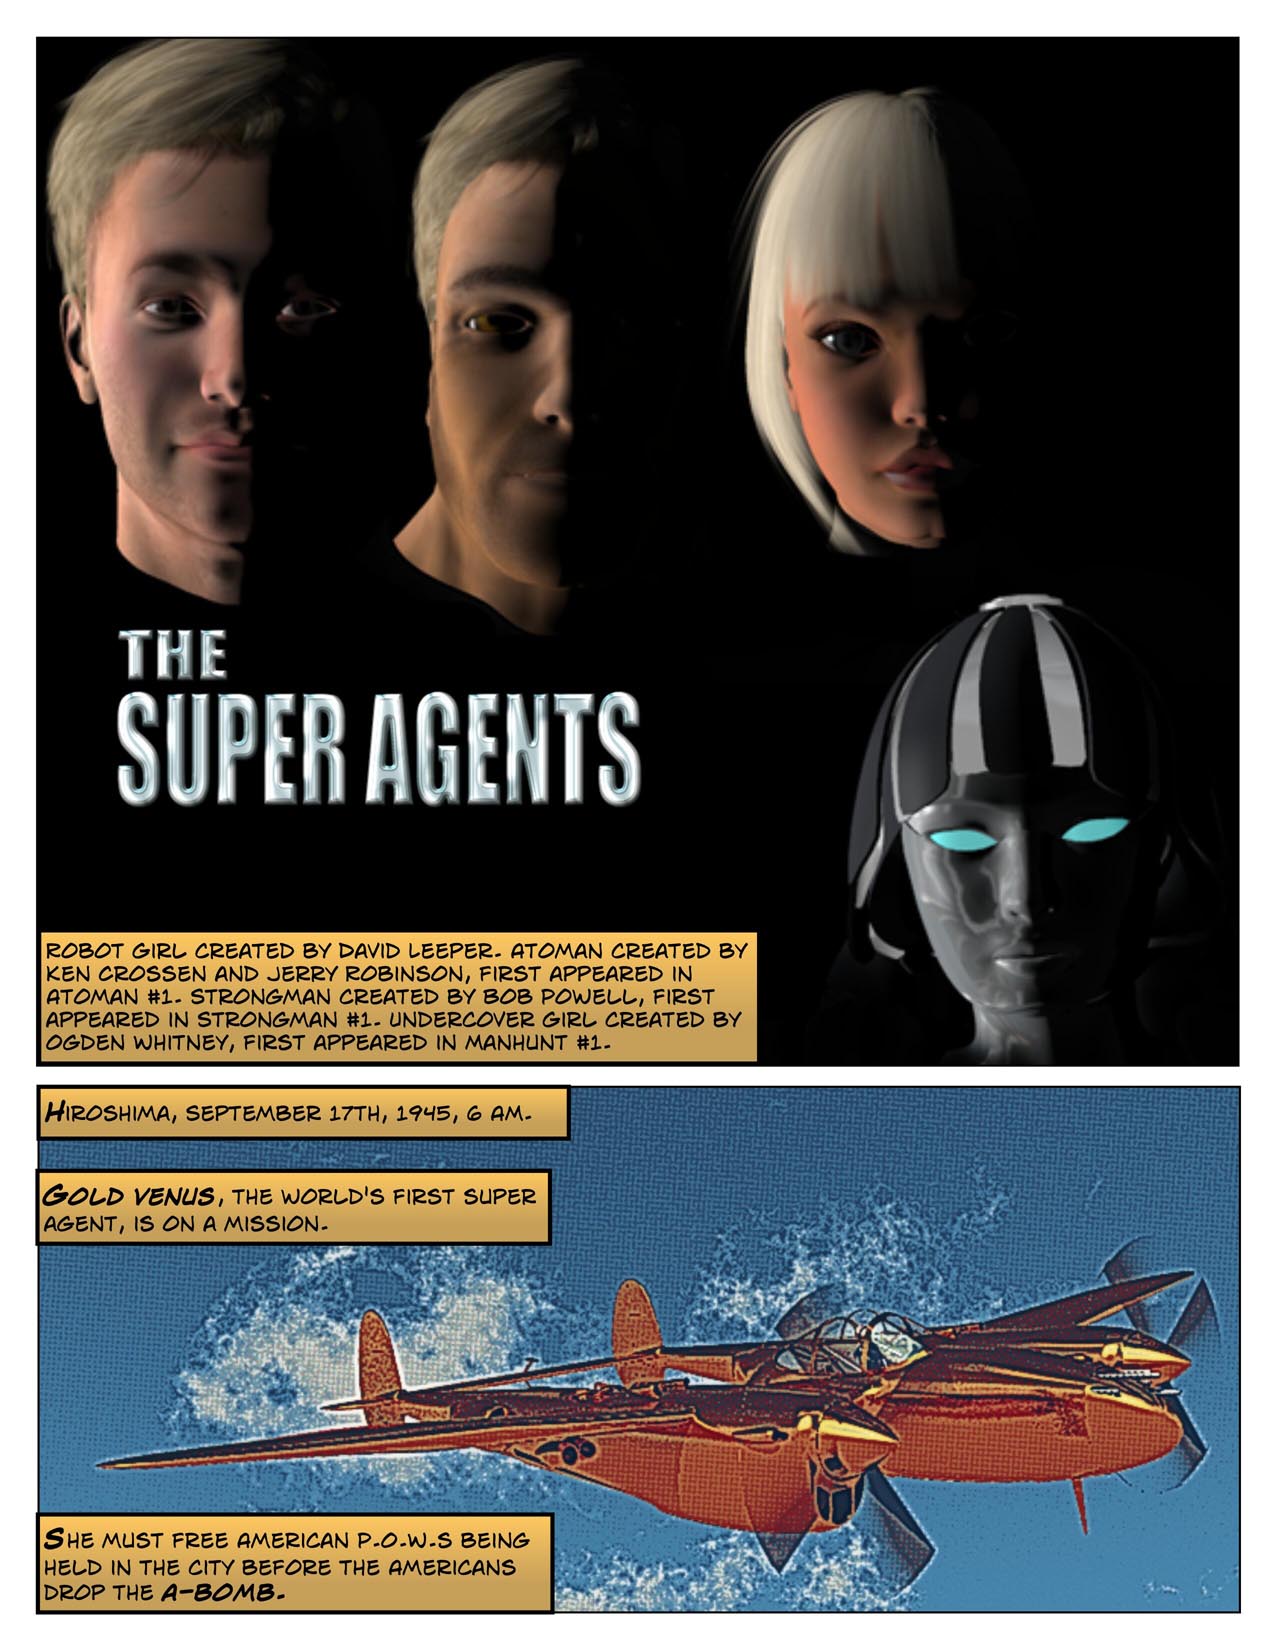 THE
SUPER AGENTS
ROBOT GIRL CREATED BY DAVID LEEPER. ATOMAN CREATED BY
KEN CROSSEN AND JERRY ROBINSON, FIRST APPEARED IN
ATOMAN #1. STRONGMAN CREATED BY BOB POWELL, FIRST
APPEARED IN STRONGMAN #1. UNDERCOVER GIRL CREATED BY
OGDEN WHITNEY, FIRST APPEARED IN MANHUNT #1.
HIROSHIMA, SEPTEMBER 17TH, 1945, 6 AM.
GOLD VENUS, THE WORLD'S FIRST SUPER
AGENT, IS ON A MISSION.
SHE MUST FREE AMERICAN P.O.W.S BEING
HELD IN THE CITY BEFORE THE AMERICANS
DROP THE A-BOMB.